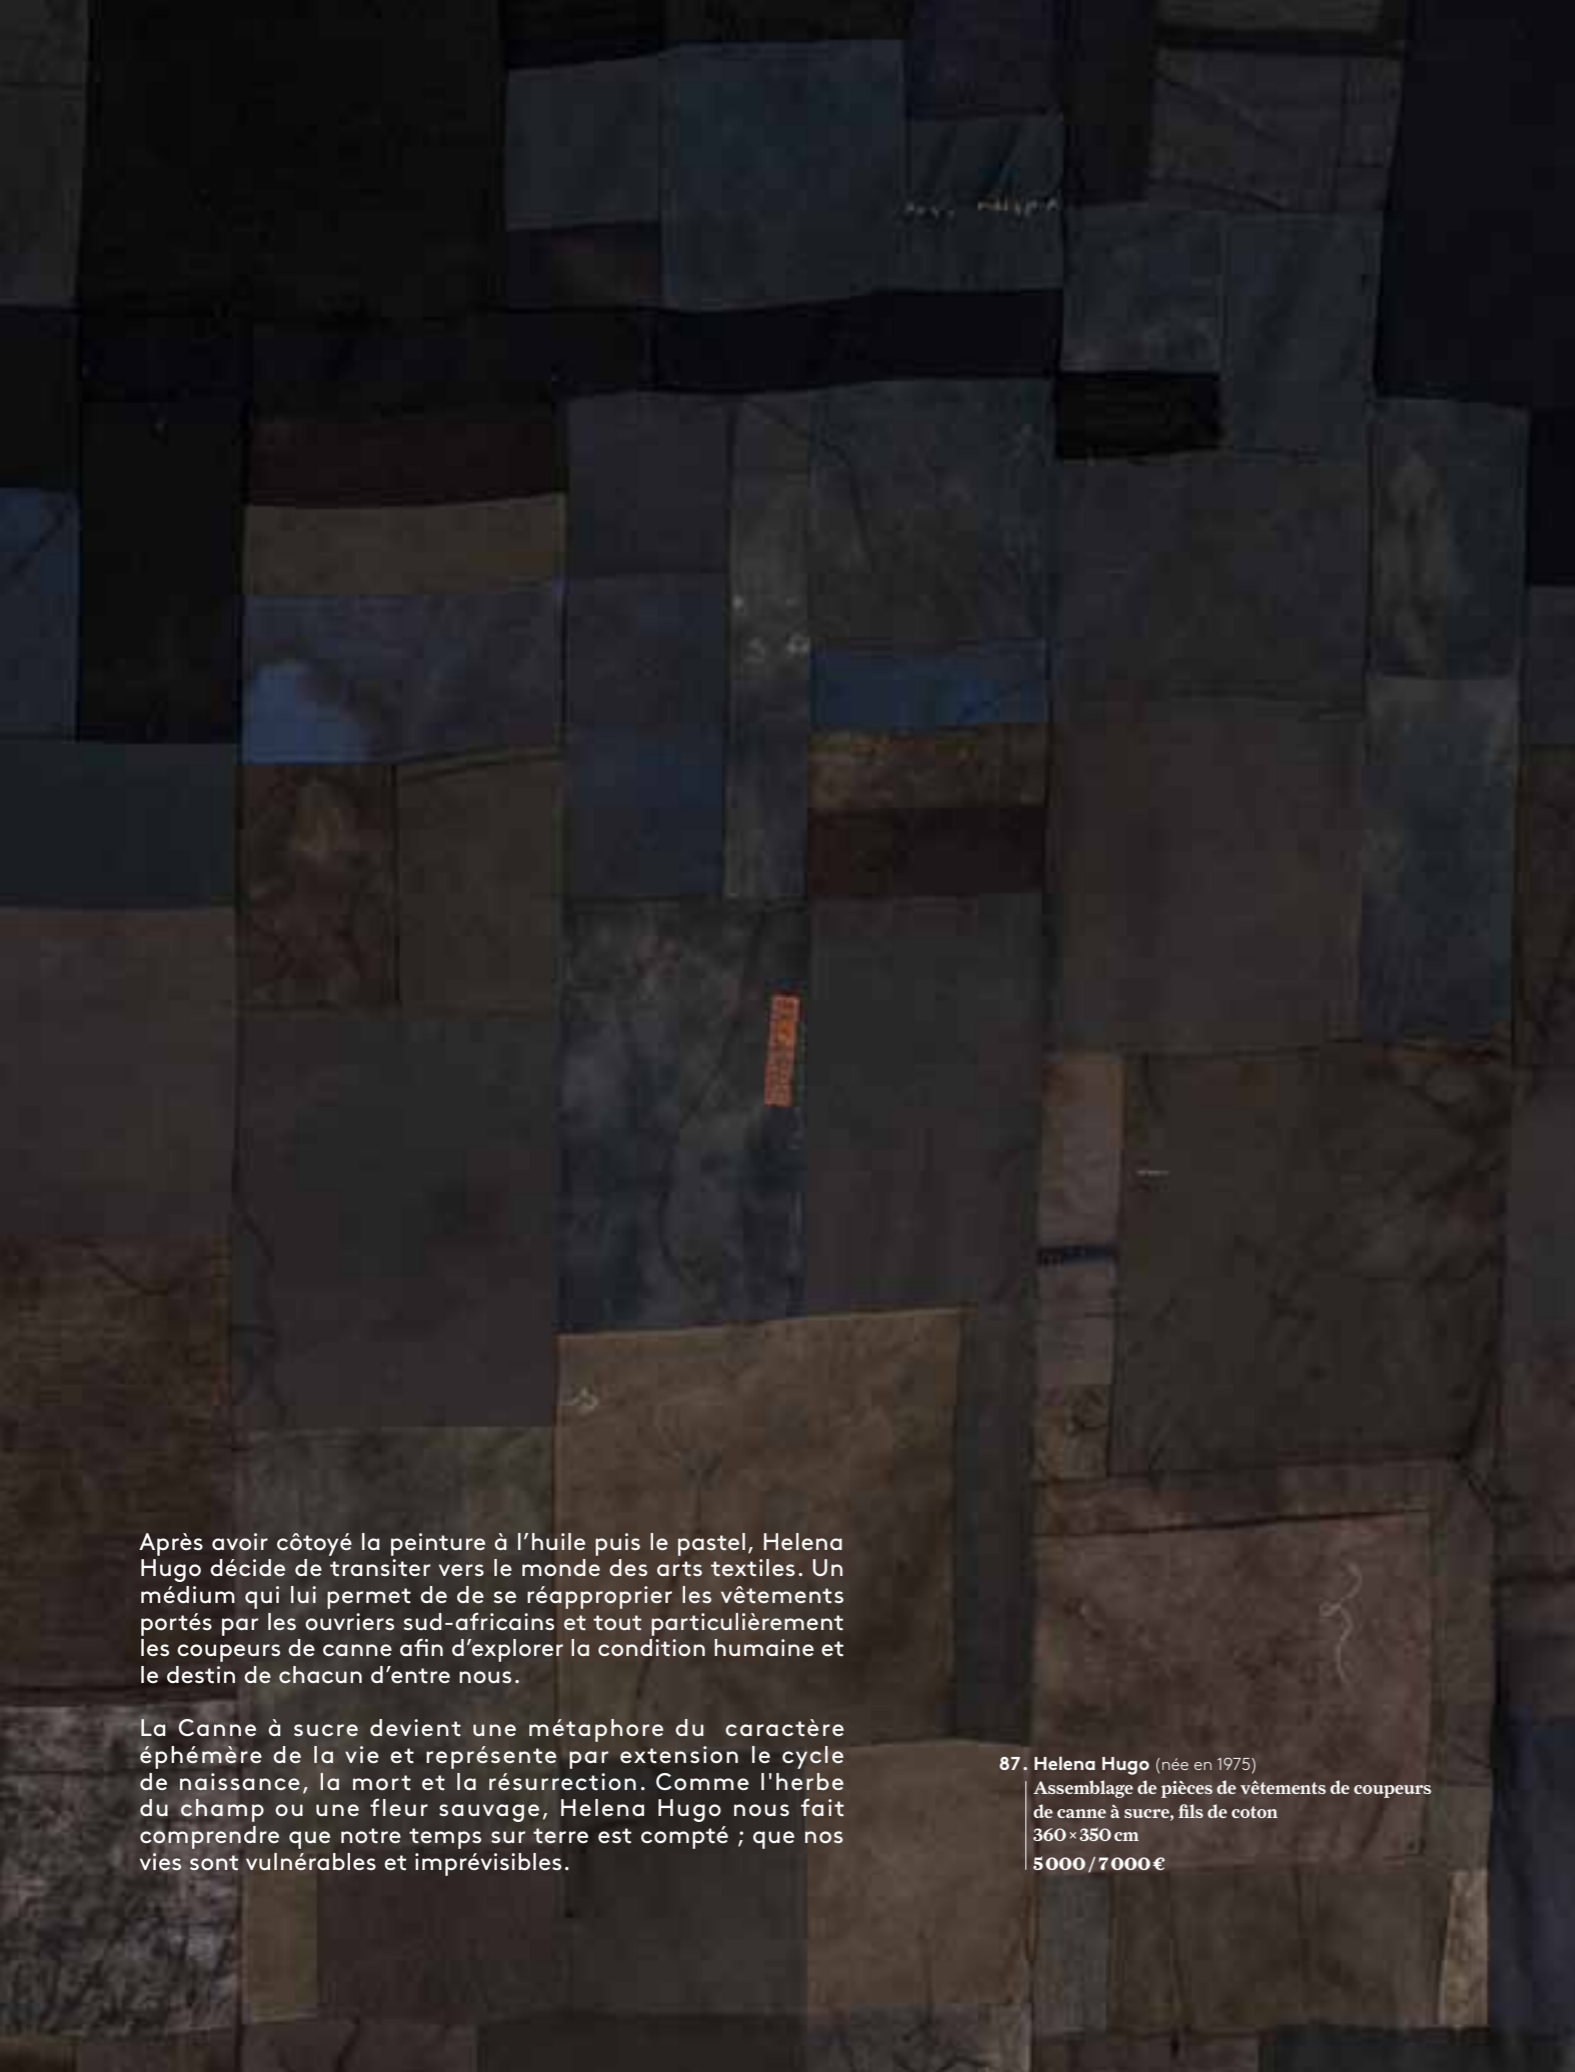 Après avoir côtoyé la peinture à l’huile puis le pastel, Helena
Hugo décide de transiter vers le monde des arts textiles. Un
médium qui lui permet de de se réapproprier les vêtements
portés par les ouvriers sud-africains et tout particulièrement
les coupeurs de canne afin d’explorer la condition humaine et
le destin de chacun d’entre nous.
La Canne à sucre devient une métaphore du caractère
éphémère de la vie et représente par extension le cycle
de naissance, la mort et la résurrection. Comme l'herbe
du champ ou une fleur sauvage, Helena Hugo nous fait
comprendre que notre temps sur terre est compté ; que nos
vies sont vulnérables et imprévisibles.
87. Helena Hugo (née en 1975)
Assemblage de pièces de vêtements de coupeurs
de canne à sucre, fils de coton
360 × 350 cm
5 000 / 7 000 €